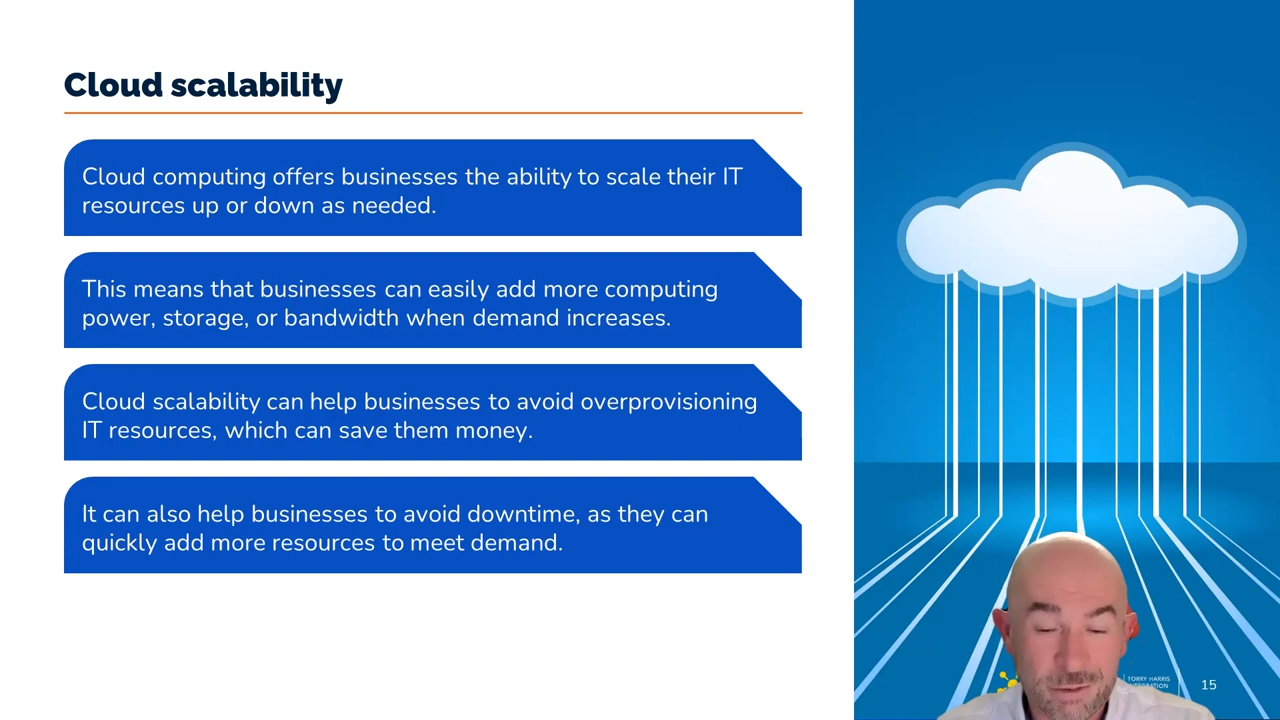 Cloud scalability
Cloud computing offers businesses the ability to scale their IT
resources up or down as needed.
This means that businesses can easily add more computing
power, storage, or bandwidth when demand increases.
Cloud scalability can help businesses to avoid overprovisioning
IT resources, which can save them money.
It can also help businesses to avoid downtime, as they can
quickly add more resources to meet demand.
TORRY HARRIS
INTEGRATION
15